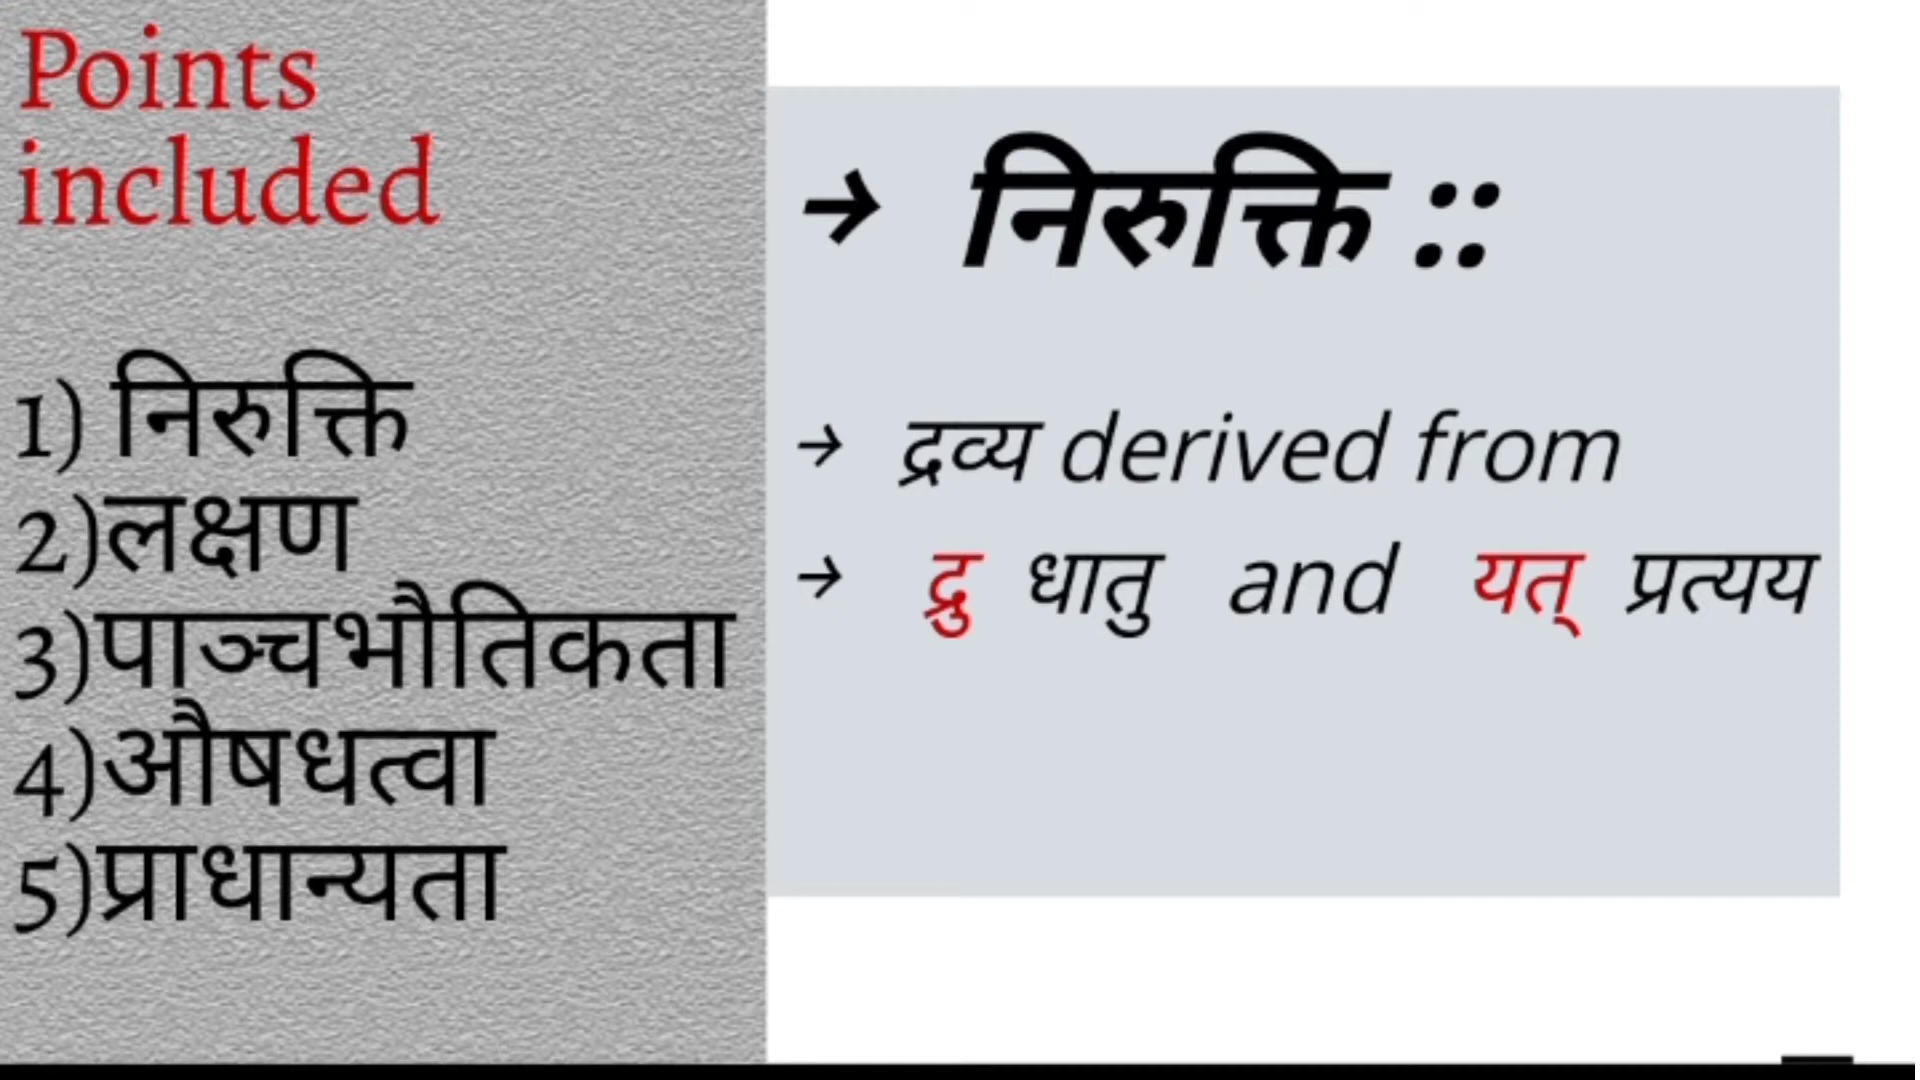 Points
included
1) निरुक्ति
2)लक्षण
3)पाञ्चभौतिकता
4)औषधत्वा
5)प्राधान्यता
→ निरुक्ति ::
→ द्रव्य derived from
→ द्रु धातु and यत् प्रत्यय